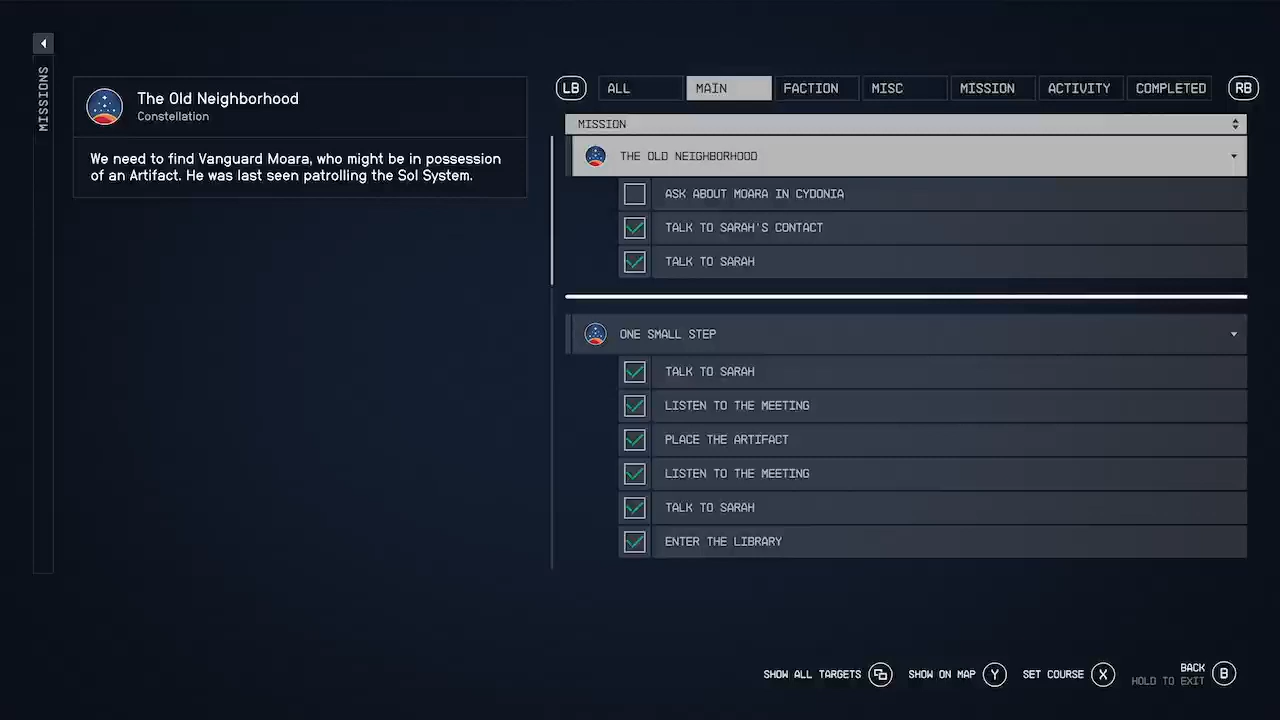 MISSIONS
The Old Neighborhood
Constellation
We need to find Vanguard Moara, who might be in possession
of an Artifact. He was last seen patrolling the Sol System.
LB
ALL
MAIN
FACTION
MISC
MISSION
ACTIVITY
COMPLETED
RB
MISSION
THE OLD NEIGHBORHOOD
ASK ABOUT MOARA IN CYDONIA
TALK TO SARAH'S CONTACT
TALK TO SARAH
ONE SMALL STEP
TALK TO SARAH
LISTEN TO THE MEETING
PLACE THE ARTIFACT
LISTEN TO THE MEETING
TALK TO SARAH
ENTER THE LIBRARY
SHOW ALL TARGETS
SHOW ON MAP Y
SET COURSE X
BACK B
HOLD TO EXIT